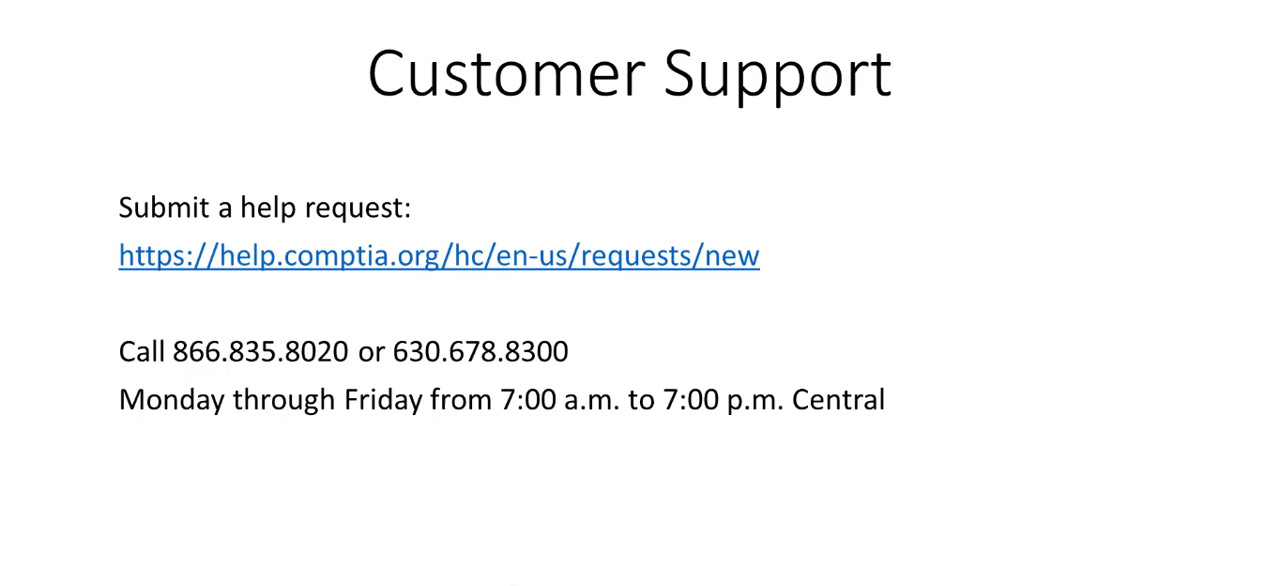 Customer Support
Submit a help request:
https://help.comptia.org/hc/en-us/requests/new
Call 866.835.8020 or 630.678.8300
Monday through Friday from 7:00 a.m. to 7:00 p.m. Central